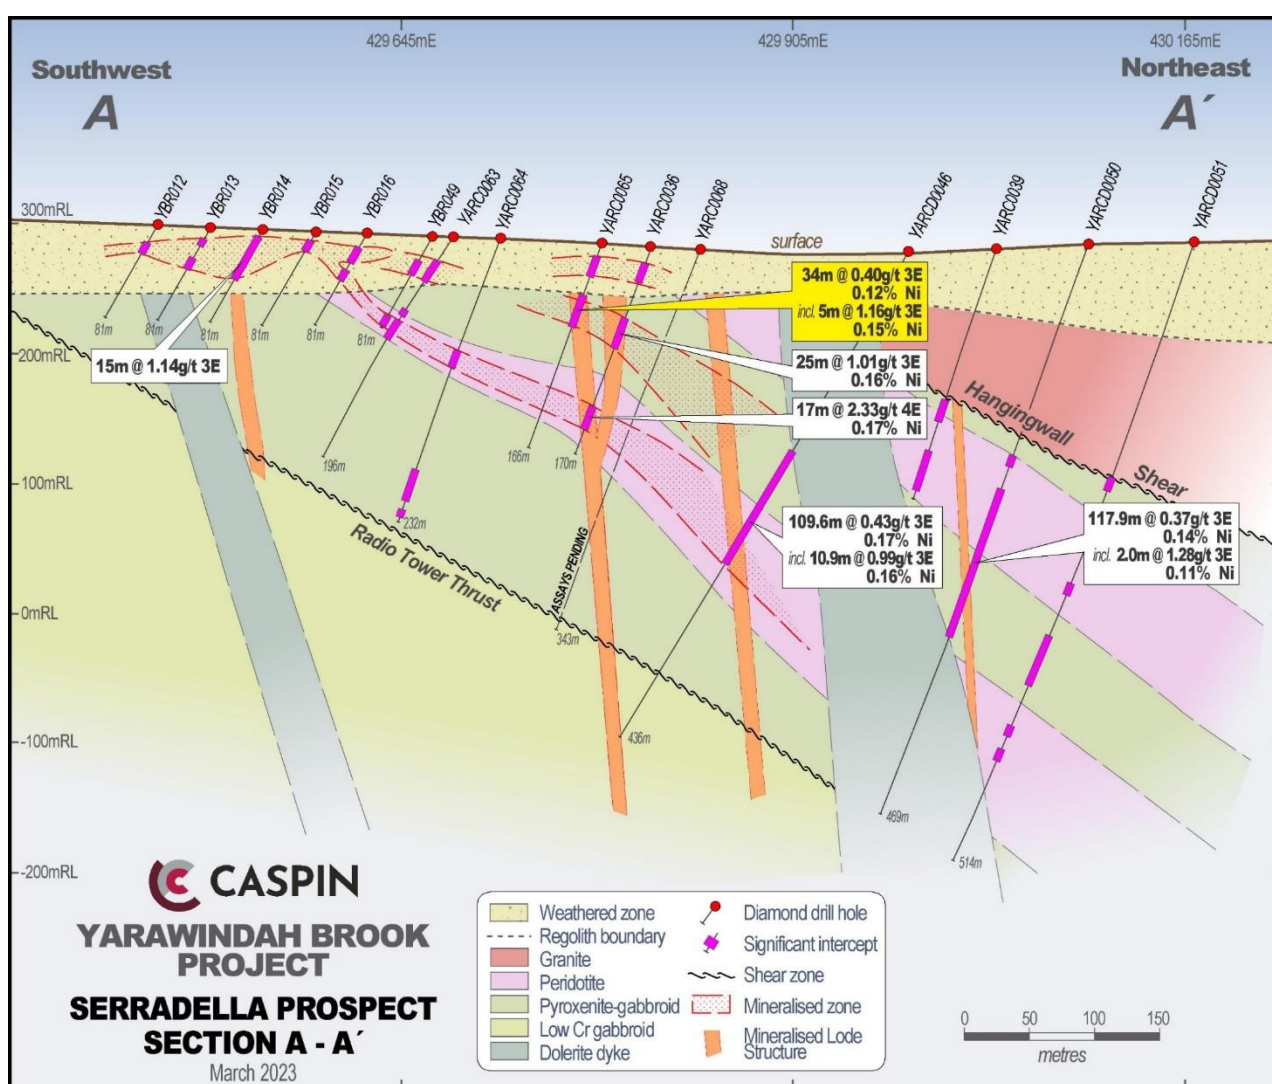 429 645mE
429 905mE
430 165mE
Southwest
A
Northeast
A´
YBR012
YBR013
YBR014
YBR015
YBR016
YBR049
YARC0063
YARC0064
YARC0065
YARC0036
YARC0068
YARCD0046
YARC0039
YARCD0050
YARCD0051
300mRL
200mRL
100mRL
0mRL
-100mRL
-200mRL
surface
34m @ 0.40g/t 3E
0.12% Ni
incl. 5m @ 1.16g/t 3E
0.15% Ni
25m @ 1.01g/t 3E
0.16% Ni
17m @ 2.33g/t 4E
0.17% Ni
15m @ 1.14g/t 3E
109.6m @ 0.43g/t 3E
0.17% Ni
incl. 10.9m @ 0.99g/t 3E
0.16% Ni
117.9m @ 0.37g/t 3E
0.14% Ni
incl. 2.0m @ 1.28g/t 3E
0.11% Ni
81m
81m
81m
81m
81m
81m
196m
232m
166m
170m
343m
436m
469m
514m
ASSAYS PENDING
Radio Tower Thrust
Hangingwall
Shear
CASPIN
YARAWINDAH BROOK
PROJECT
SERRADELLA PROSPECT
SECTION A - A´
March 2023
Weathered zone
Regolith boundary
Granite
Peridotite
Pyroxenite-gabbroid
Low Cr gabbroid
Dolerite dyke
Diamond drill hole
Significant intercept
Shear zone
Mineralised zone
Mineralised Lode
Structure
0 50 100 150
metres